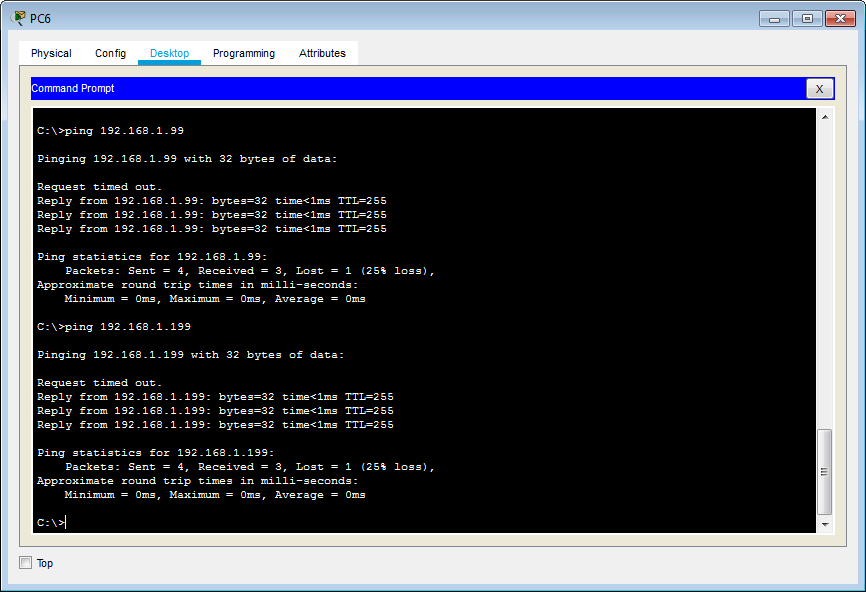 PC6
Physical Config Desktop Programming Attributes
Command Prompt
X
C:\>ping 192.168.1.99
Pinging 192.168.1.99 with 32 bytes of data:
Request timed out.
Reply from 192.168.1.99: bytes=32 time<1ms TTL=255
Reply from 192.168.1.99: bytes=32 time<1ms TTL=255
Reply from 192.168.1.99: bytes=32 time<1ms TTL=255
Ping statistics for 192.168.1.99:
    Packets: Sent = 4, Received = 3, Lost = 1 (25% loss),
Approximate round trip times in milli-seconds:
    Minimum = 0ms, Maximum = 0ms, Average = 0ms
C:\>ping 192.168.1.199
Pinging 192.168.1.199 with 32 bytes of data:
Request timed out.
Reply from 192.168.1.199: bytes=32 time<1ms TTL=255
Reply from 192.168.1.199: bytes=32 time<1ms TTL=255
Reply from 192.168.1.199: bytes=32 time<1ms TTL=255
Ping statistics for 192.168.1.199:
    Packets: Sent = 4, Received = 3, Lost = 1 (25% loss),
Approximate round trip times in milli-seconds:
    Minimum = 0ms, Maximum = 0ms, Average = 0ms
C:\>
Top